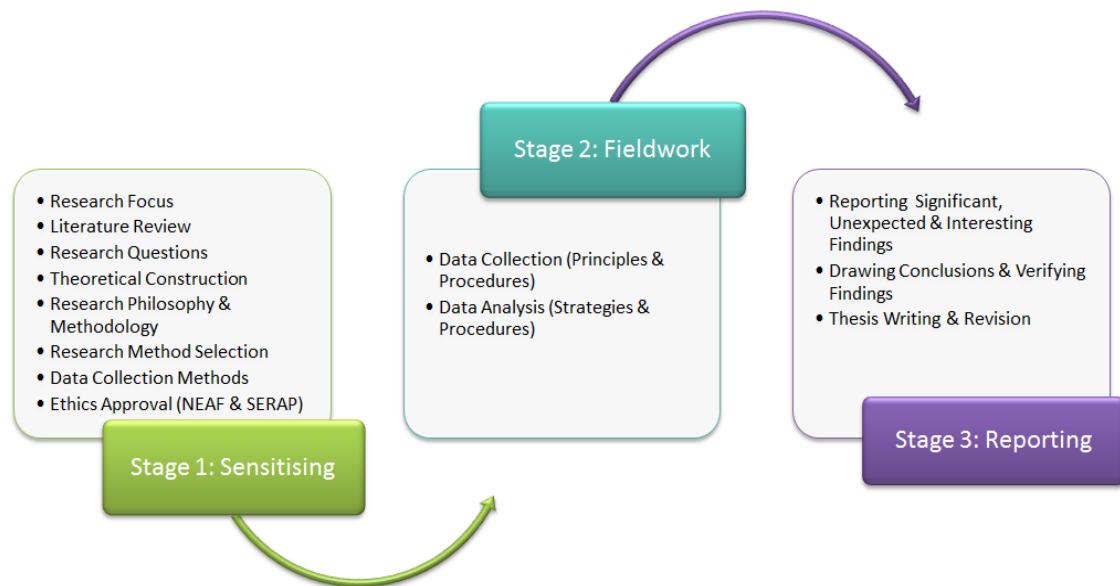 • Research Focus
• Literature Review
• Research Questions
• Theoretical Construction
• Research Philosophy &
Methodology
• Research Method Selection
• Data Collection Methods
• Ethics Approval (NEAF & SERAP)
Stage 1: Sensitising
Stage 2: Fieldwork
• Data Collection (Principles &
Procedures)
• Data Analysis (Strategies &
Procedures)
• Reporting Significant,
Unexpected & Interesting
Findings
• Drawing Conclusions & Verifying
Findings
• Thesis Writing & Revision
Stage 3: Reporting